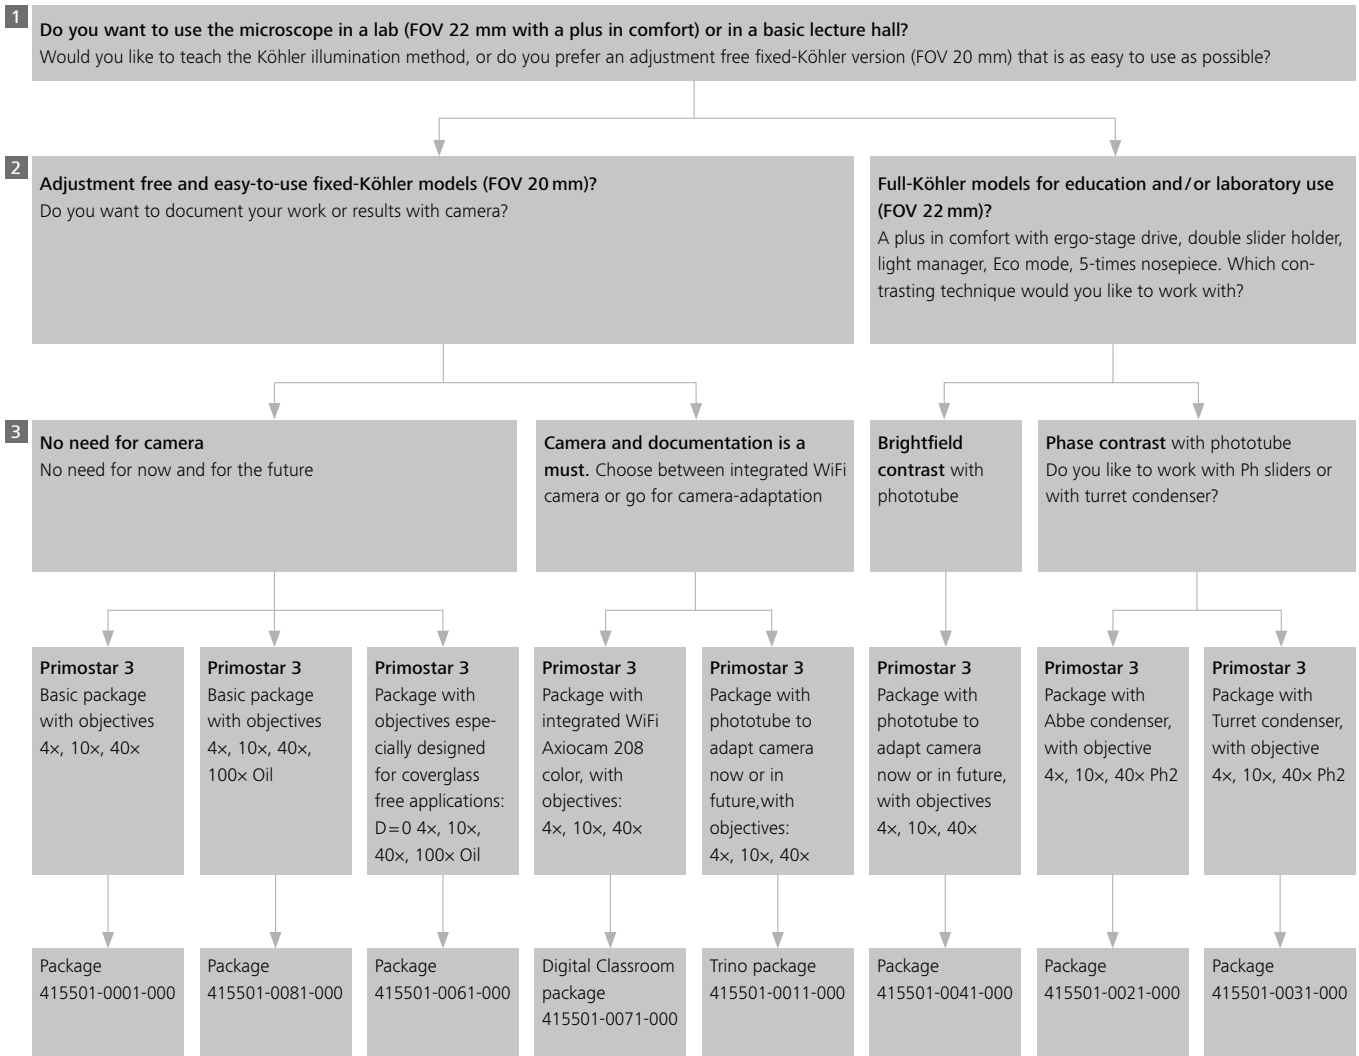 1
Do you want to use the microscope in a lab (FOV 22 mm with a plus in comfort) or in a basic lecture hall?
Would you like to teach the Köhler illumination method, or do you prefer an adjustment free fixed-Köhler version (FOV 20 mm) that is as easy to use as possible?
2
Adjustment free and easy-to-use fixed-Köhler models (FOV 20 mm)?
Do you want to document your work or results with camera?
Full-Köhler models for education and/or laboratory use
(FOV 22 mm)?
A plus in comfort with ergo-stage drive, double slider holder,
light manager, Eco mode, 5-times nosepiece. Which con-
trasting technique would you like to work with?
3
No need for camera
No need for now and for the future
Camera and documentation is a
must. Choose between integrated WiFi
camera or go for camera-adaptation
Brightfield
contrast with
phototube
Phase contrast with phototube
Do you like to work with Ph sliders or
with turret condenser?
Primostar 3
Basic package
with objectives
4×, 10×, 40×
Primostar 3
Basic package
with objectives
4×, 10×, 40×,
100× Oil
Primostar 3
Package with
objectives espe-
cially designed
for coverglass
free applications:
D=0 4×, 10×,
40×, 100× Oil
Primostar 3
Package with
integrated WiFi
Axiocam 208
color, with
objectives:
4×, 10×, 40×
Primostar 3
Package with
phototube to
adapt camera
now or in
future,with
objectives:
4×, 10×, 40×
Primostar 3
Package with
phototube to
adapt camera
now or in future,
with objectives
4×, 10×, 40×
Primostar 3
Package with
Abbe condenser,
with objective
4×, 10×, 40× Ph2
Primostar 3
Package with
Turret condenser,
with objective
4×, 10×, 40× Ph2
Package
415501-0001-000
Package
415501-0081-000
Package
415501-0061-000
Digital Classroom
package
415501-0071-000
Trino package
415501-0011-000
Package
415501-0041-000
Package
415501-0021-000
Package
415501-0031-000